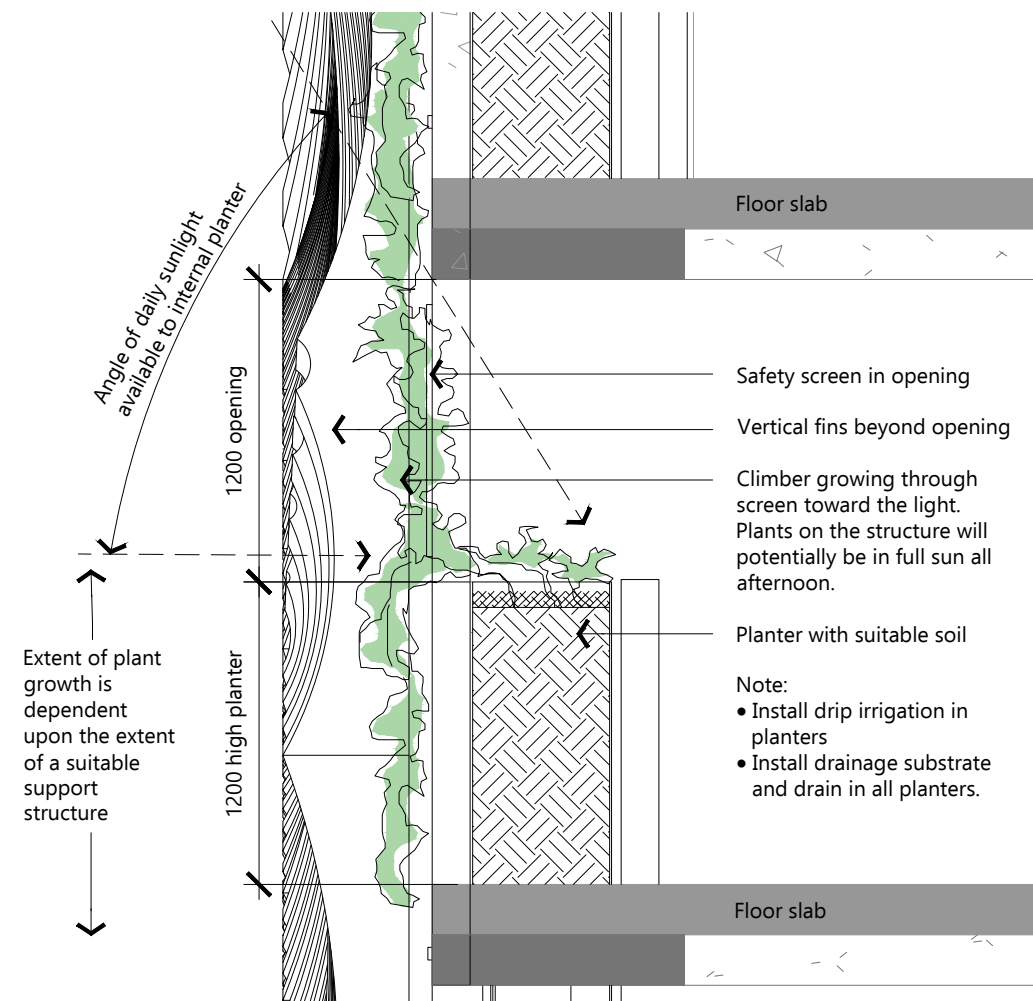 Floor slab
Angle of daily sunlight
available to internal planter
1200 opening
Safety screen in opening
Vertical fins beyond opening
Climber growing through
screen toward the light.
Plants on the structure will
potentially be in full sun all
afternoon.
Planter with suitable soil
Note:
• Install drip irrigation in
planters
• Install drainage substrate
and drain in all planters.
Extent of plant
growth is
dependent
upon the extent
of a suitable
support
structure
1200 high planter
Floor slab